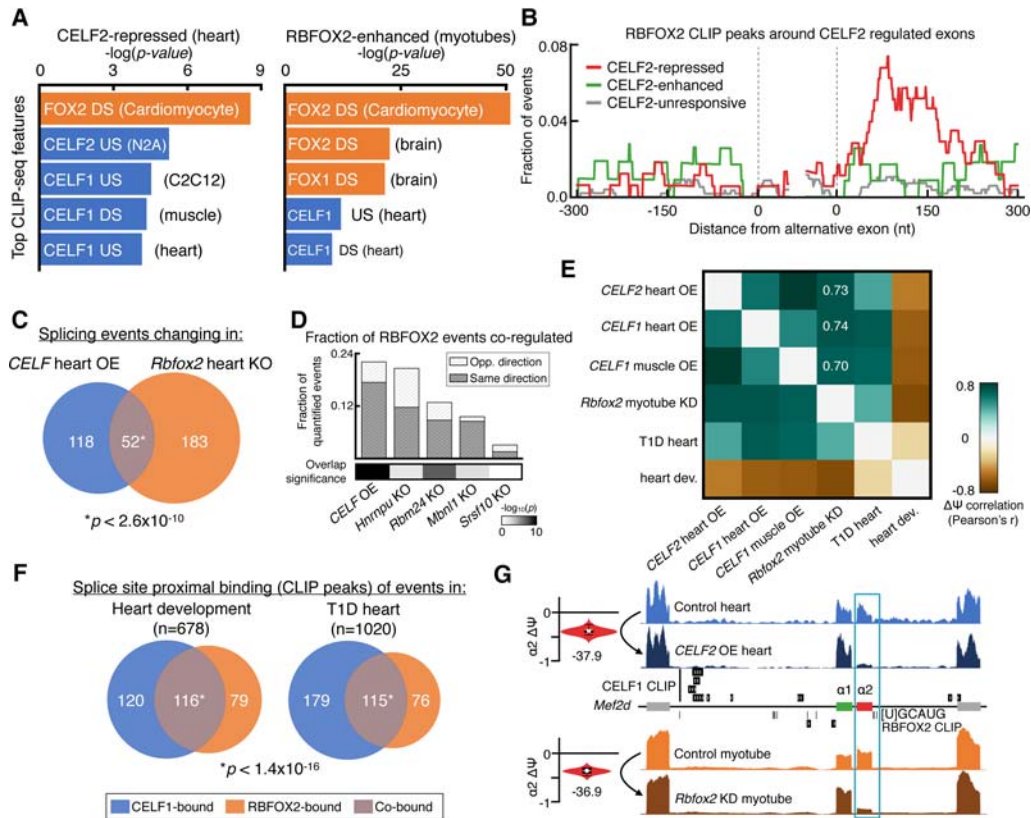 A
CELF2-repressed (heart)
-log(p-value)
0 4 6 9
RBFOX2-enhanced (myotubes)
-log(p-value)
0 25 50
Top CLIP-seq features
FOX2 DS (Cardiomyocyte)
CELF2 US (N2A)
CELF1 US (C2C12)
CELF1 DS (muscle)
CELF1 US (heart)
FOX2 DS (Cardiomyocyte)
FOX2 DS (brain)
FOX1 DS (brain)
CELF1 US (heart)
CELF1 DS (heart)
B
RBFOX2 CLIP peaks around CELF2 regulated exons
CELF2-repressed
CELF2-enhanced
CELF2-unresponsive
Fraction of events
0.08
0.04
0.0
-300 -150 0 0 150 300
Distance from alternative exon (nt)
C
Splicing events changing in:
CELF heart OE Rbfox2 heart KO
118 52* 183
*p < 2.6x10-10
D
Fraction of RBFOX2 events co-regulated
Fraction of
quantified events
0.24
0.12
Opp. direction
Same direction
Overlap
significance
CELF OE
Hnrnpu KO
Rbm24 KO
Mbnl1 KO
Srsf10 KO
-log10(p)
0 10
E
CELF2 heart OE
CELF1 heart OE
CELF1 muscle OE
Rbfox2 myotube KD
T1D heart
heart dev.
0.73
0.74
0.70
CELF2 heart OE
CELF1 heart OE
CELF1 muscle OE
Rbfox2 myotube KD
T1D heart
heart dev.
0.8
0
-0.8
ΔΨ correlation
(Pearson's r)
F
Splice site proximal binding (CLIP peaks) of events in:
Heart development
(n=678)
T1D heart
(n=1020)
120 116* 79
179 115* 76
*p < 1.4x10-16
CELF1-bound RBFOX2-bound Co-bound
G
α2 ΔΨ
0
-1
-37.9
Control heart
CELF2 OE heart
CELF1 CLIP
α1 α2
Mef2d
[U]GCAUG
RBFOX2 CLIP
α2 ΔΨ
0
-1
-36.9
Control myotube
Rbfox2 KD myotube